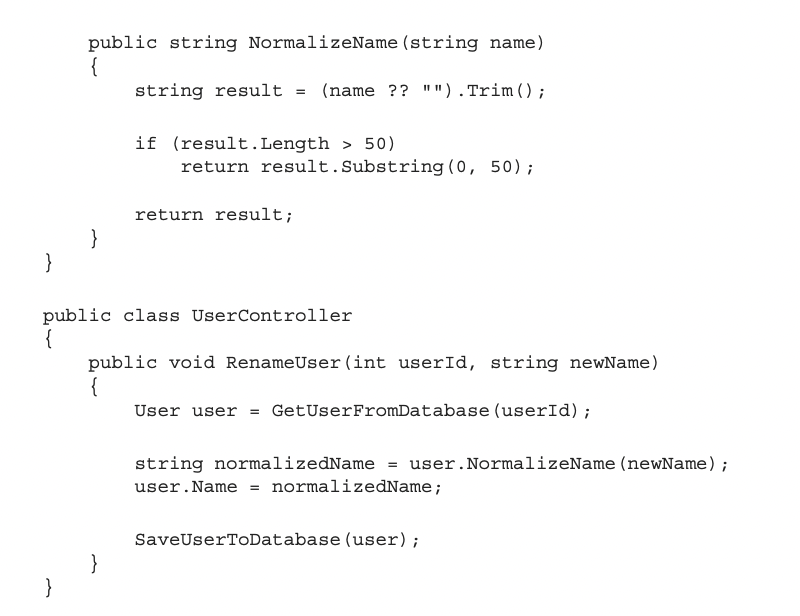 public string NormalizeName(string name)
{
string result = (name ?? "").Trim();
if (result.Length > 50)
return result.Substring(0, 50);
return result;
}
}
public class UserController
{
public void RenameUser(int userId, string newName)
{
User user = GetUserFromDatabase(userId);
string normalizedName = user.NormalizeName(newName);
user.Name = normalizedName;
SaveUserToDatabase(user);
}
}